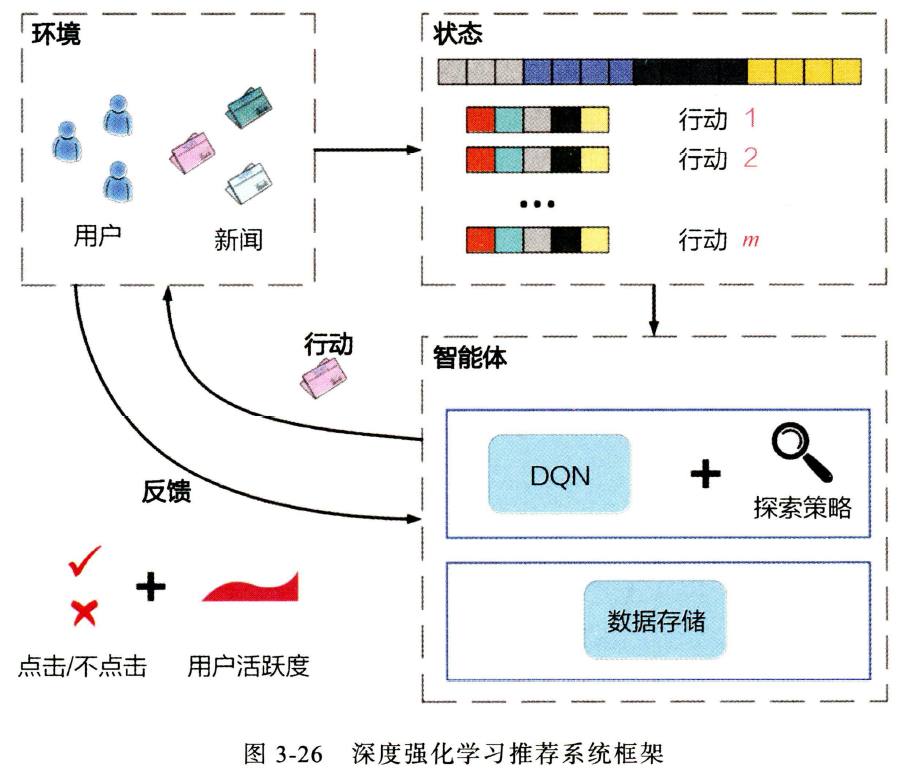 环境
用户
新闻
状态
行动 1
行动 2
...
行动 m
行动
反馈
点击/不点击
用户活跃度
智能体
DQN
+
探索策略
数据存储
+
图 3-26 深度强化学习推荐系统框架